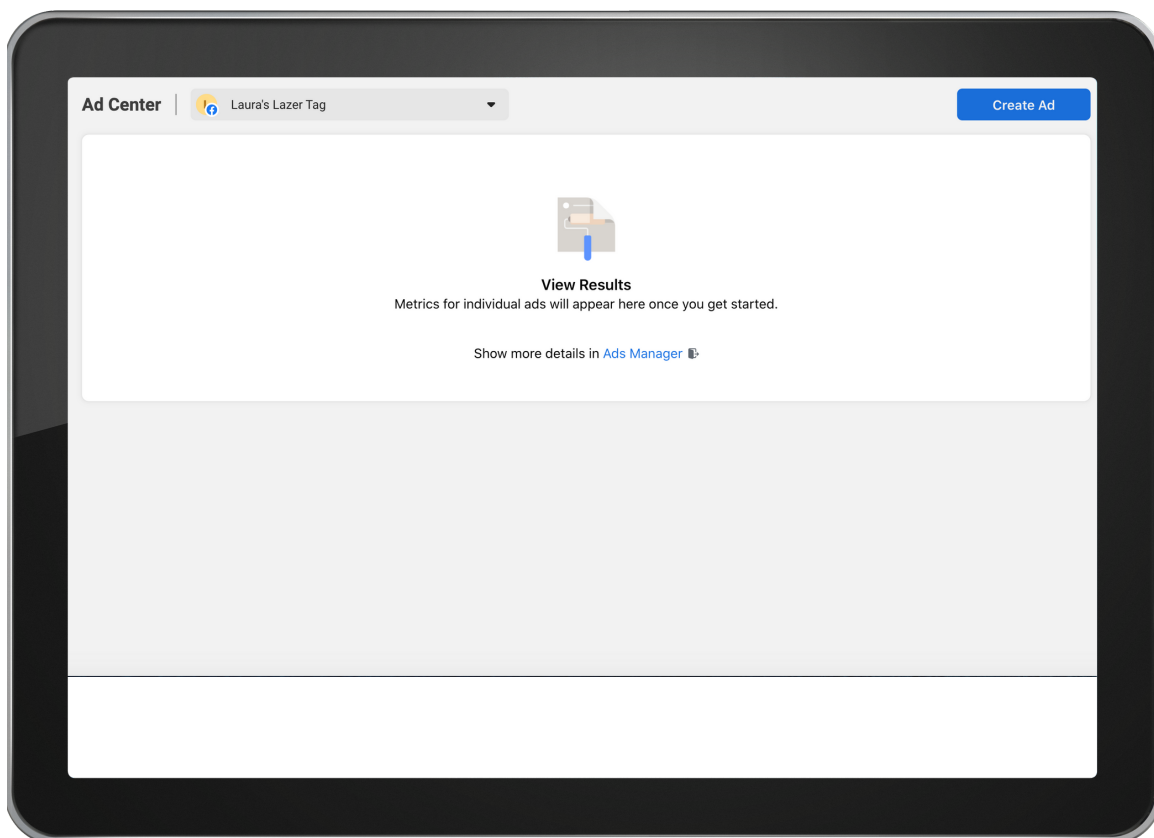 Ad Center
Laura's Lazer Tag
Create Ad
View Results
Metrics for individual ads will appear here once you get started.
Show more details in Ads Manager